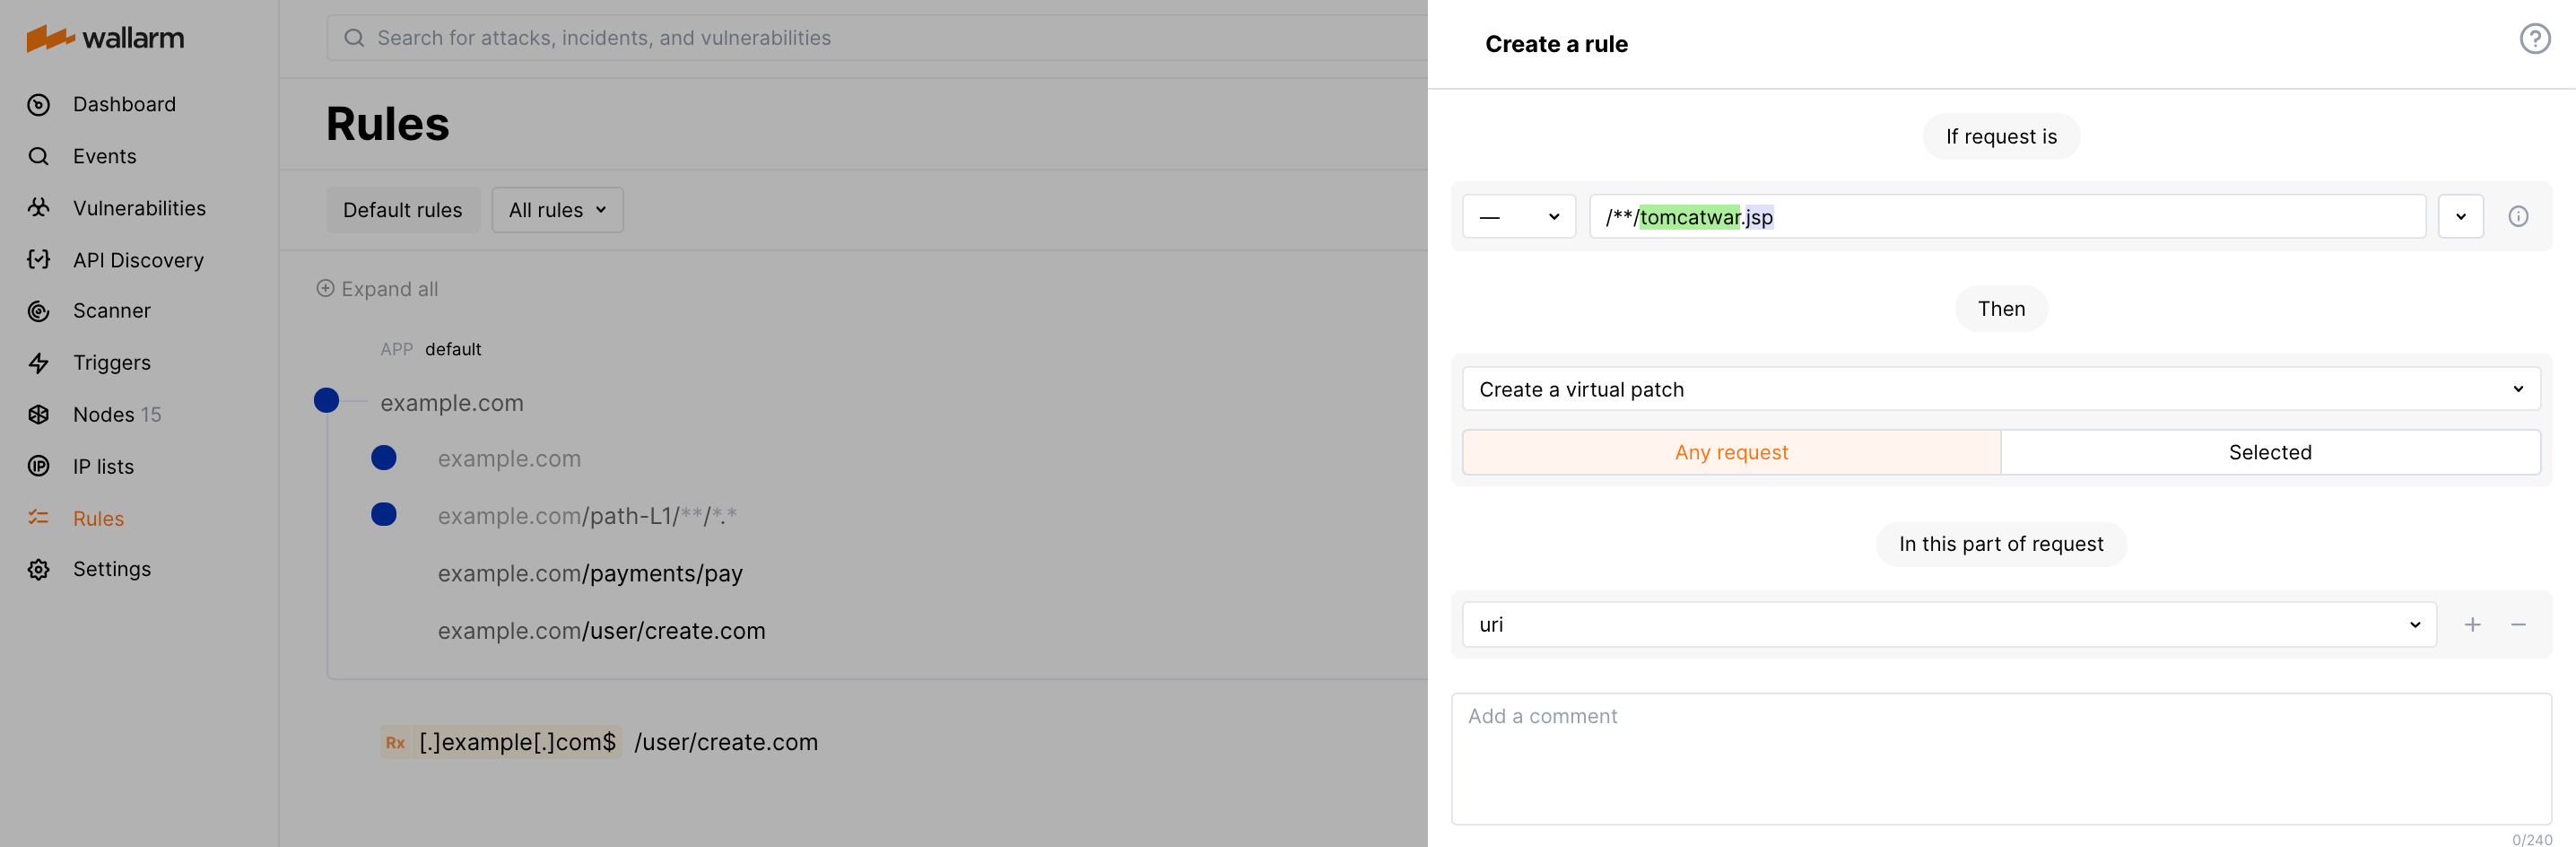 wallarm
Dashboard
Events
Vulnerabilities
API Discovery
Scanner
Triggers
Nodes 15
IP lists
Rules
Settings
Search for attacks, incidents, and vulnerabilities
Rules
Default rules
All rules
Expand all
APP default
example.com
example.com
example.com/path-L1/**/*.*
example.com/payments/pay
example.com/user/create.com
Rx [.]example[.]com$ /user/create.com
Create a rule
?
If request is
— /**/tomcatwar.jsp
Then
Create a virtual patch
Any request
Selected
In this part of request
uri
Add a comment
0/240